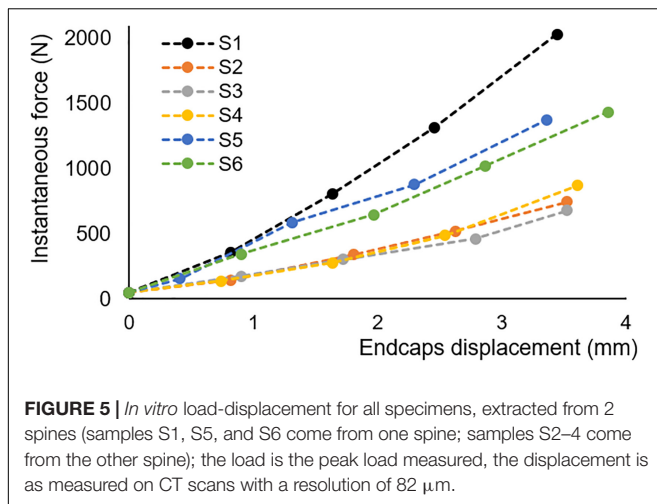 2000
1500
1000
500
0
Instantaneous force (N)
S1
S2
S3
S4
S5
S6
0 1 2 3 4
Endcaps displacement (mm)
FIGURE 5 | In vitro load-displacement for all specimens, extracted from 2
spines (samples S1, S5, and S6 come from one spine; samples S2–4 come
from the other spine); the load is the peak load measured, the displacement is
as measured on CT scans with a resolution of 82 μm.